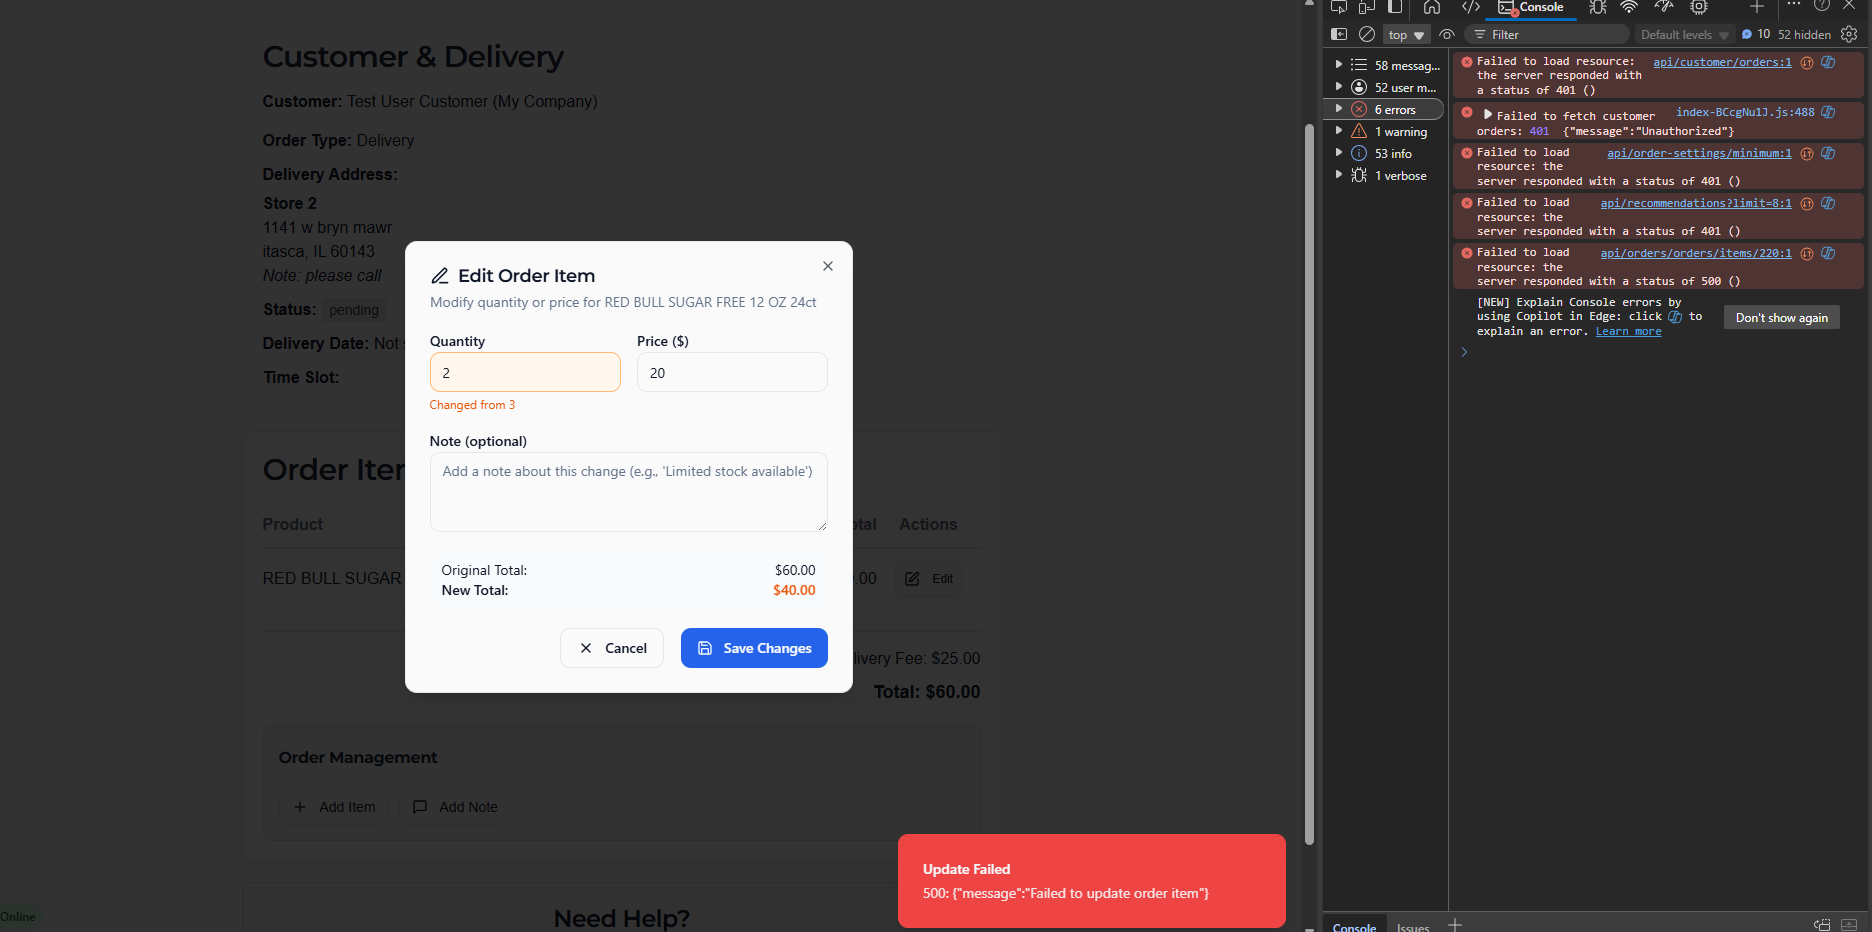 Customer & Delivery
Customer: Test User Customer (My Company)
Order Type: Delivery
Delivery Address:
Store 2
1141 w bryn mawr
itasca, IL 60143
Note: please call
Status: pending
Delivery Date: Not
Time Slot:
Edit Order Item
Modify quantity or price for RED BULL SUGAR FREE 12 OZ 24ct
Quantity
Price ($)
2
20
Changed from 3
Note (optional)
Add a note about this change (e.g., 'Limited stock available')
Original Total:
$60.00
New Total:
$40.00
Cancel
Save Changes
Order Iter
Product
otal
Actions
RED BULL SUGAR
.00
Edit
livery Fee: $25.00
Total: $60.00
Order Management
Add Item
Add Note
Need Help?
Online
Update Failed
500: {"message":"Failed to update order item"}
Console
top
Filter
Default levels
10
52 hidden
58 messag...
52 user m...
6 errors
1 warning
53 info
1 verbose
Failed to load resource: api/customer/orders:1
the server responded with
a status of 401 ()
Failed to fetch customer index-BCcgNu1J.js:488
orders: 401 {"message":"Unauthorized"}
Failed to load api/order-settings/minimum:1
resource: the
server responded with a status of 401 ()
Failed to load api/recommendations?limit=8:1
resource: the
server responded with a status of 401 ()
Failed to load api/orders/orders/items/220:1
resource: the
server responded with a status of 500 ()
[NEW] Explain Console errors by
using Copilot in Edge: click to
explain an error. Learn more
Don't show again
Console
Issues